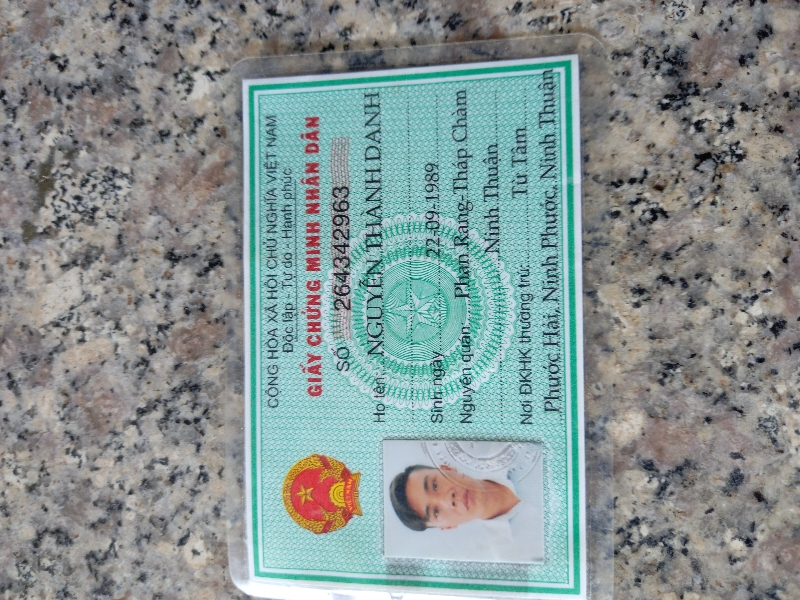 CỘNG HÒA XÃ HỘI CHỦ NGHĨA VIỆT NAM
Độc lập - Tự do - Hạnh phúc
GIẤY CHỨNG MINH NHÂN DÂN
SỐ 264342963
Họ tên: NGUYỄN THÀNH DANH
Sinh ngày 22-09-1989
Nguyên quán: Phan Rang-Tháp Chàm
Ninh Thuận
Nơi ĐKHK thường trú: Từ Tâm
Phước Hải, Ninh Phước, Ninh Thuận
VIỆT NAM